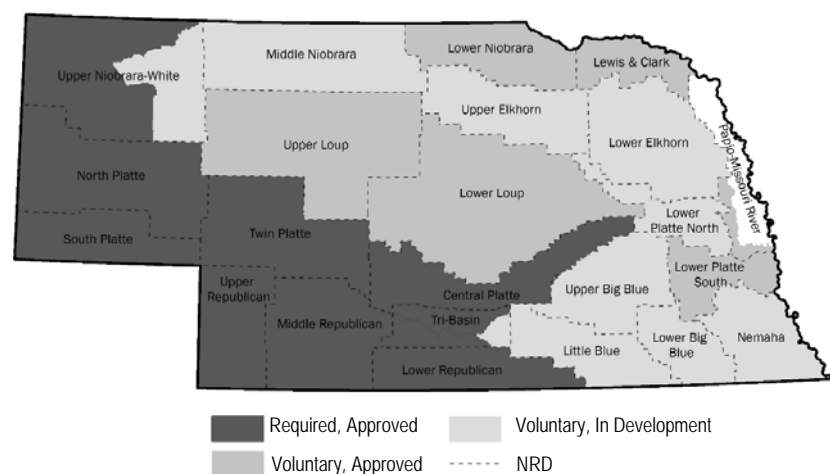 Middle Niobrara
Lower Niobrara
Lewis & Clark
Upper Niobrara-White
Upper Elkhorn
Lower Elkhorn
Papio-Missouri River
Upper Loup
North Platte
Lower Loup
Lower
Platte North
South Platte
Twin Platte
Lower Platte
South
Upper
Republican
Central Platte
Upper Big Blue
Middle Republican
Tri-Basin
Nemaha
Little Blue
Lower Big
Blue
Lower Republican
Required, Approved
Voluntary, In Development
Voluntary, Approved
NRD